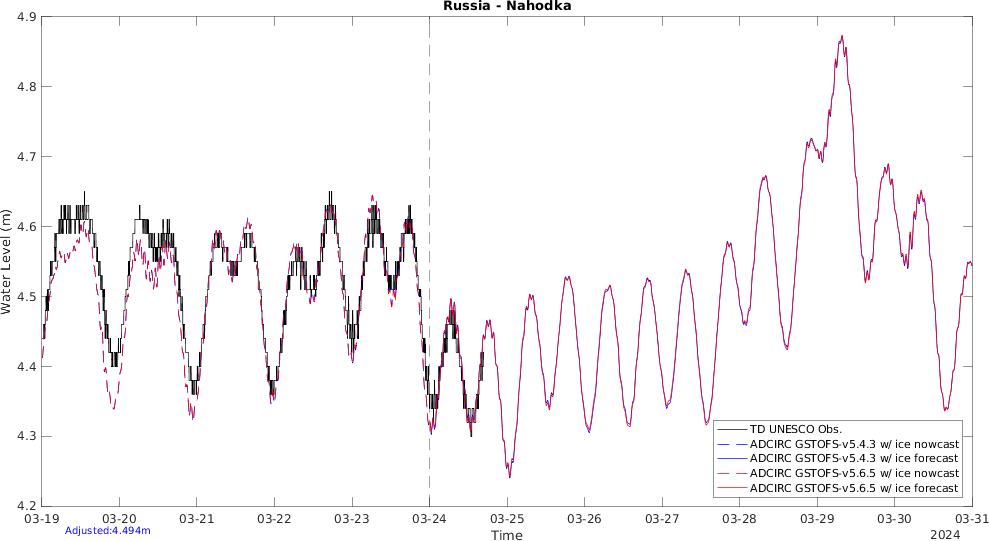 Russia - Nahodka
4.9
4.8
4.7
4.6
4.5
4.4
4.3
4.2
Water Level (m)
TD UNESCO Obs.
ADCIRC GSTOFS-v5.4.3 w/ ice nowcast
ADCIRC GSTOFS-v5.4.3 w/ ice forecast
ADCIRC GSTOFS-v5.6.5 w/ ice nowcast
ADCIRC GSTOFS-v5.6.5 w/ ice forecast
03-19 03-20 03-21 03-22 03-23 03-24 03-25 03-26 03-27 03-28 03-29 03-30 03-31
Adjusted:4.494m
Time
2024